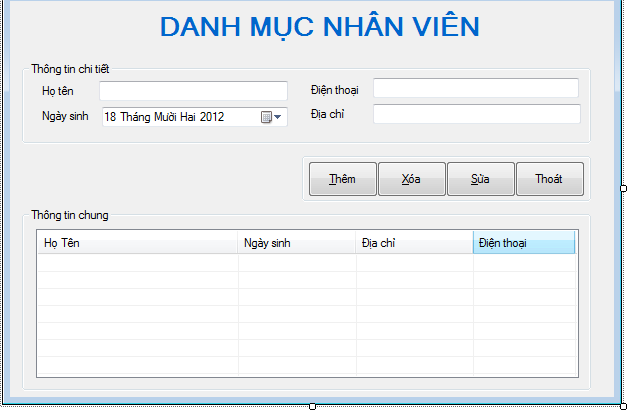 DANH MỤC NHÂN VIÊN
Thông tin chi tiết
Họ tên
Điện thoại
Ngày sinh
18 Tháng Mười Hai 2012
Địa chỉ
Thêm Xóa Sửa Thoát
Thông tin chung
Họ Tên Ngày sinh Địa chỉ Điện thoại